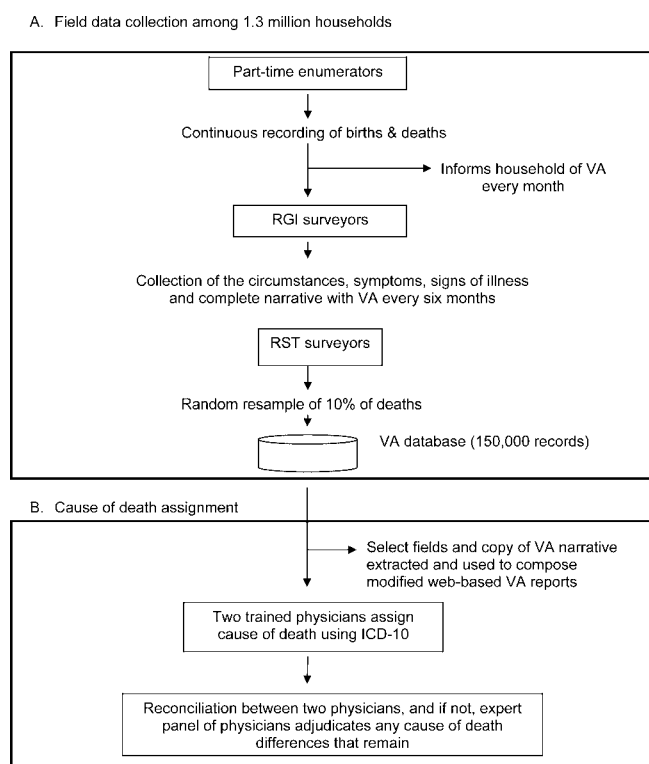 A. Field data collection among 1.3 million households
Part-time enumerators
Continuous recording of births & deaths
Informs household of VA
every month
RGI surveyors
Collection of the circumstances, symptoms, signs of illness
and complete narrative with VA every six months
RST surveyors
Random resample of 10% of deaths
VA database (150,000 records)
B. Cause of death assignment
Select fields and copy of VA narrative
extracted and used to compose
modified web-based VA reports
Two trained physicians assign
cause of death using ICD-10
Reconciliation between two physicians, and if not, expert
panel of physicians adjudicates any cause of death
differences that remain